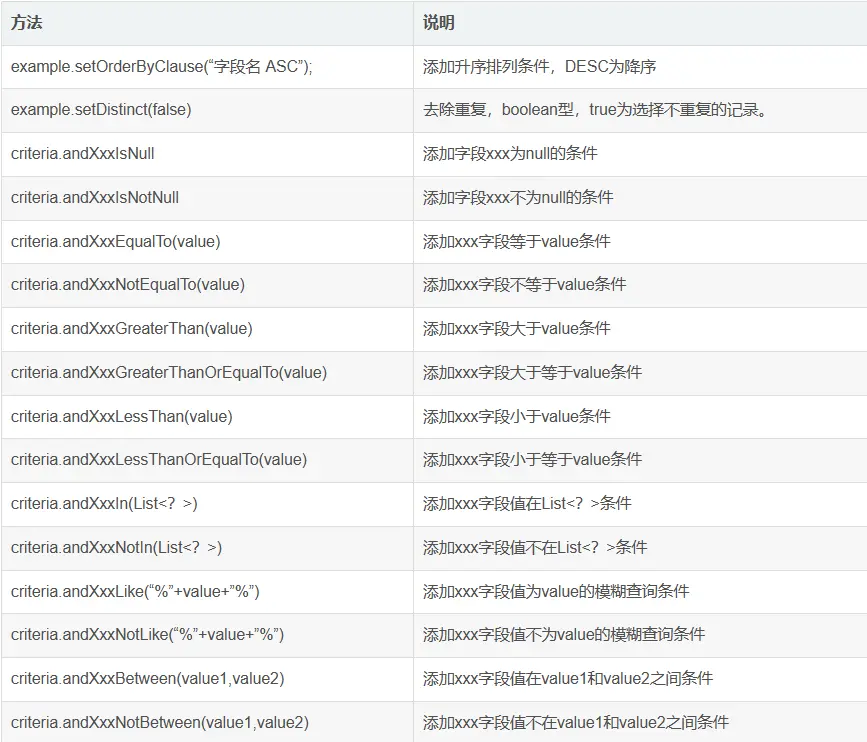 方法 说明
example.setOrderByClause(“字段名 ASC”); 添加升序排列条件，DESC为降序
example.setDistinct(false) 去除重复，boolean型，true为选择不重复的记录。
criteria.andXxxIsNull 添加字段xxx为null的条件
criteria.andXxxIsNotNull 添加字段xxx不为null的条件
criteria.andXxxEqualTo(value) 添加xxx字段等于value条件
criteria.andXxxNotEqualTo(value) 添加xxx字段不等于value条件
criteria.andXxxGreaterThan(value) 添加xxx字段大于value条件
criteria.andXxxGreaterThanOrEqualTo(value) 添加xxx字段大于等于value条件
criteria.andXxxLessThan(value) 添加xxx字段小于value条件
criteria.andXxxLessThanOrEqualTo(value) 添加xxx字段小于等于value条件
criteria.andXxxIn(List<？>) 添加xxx字段值在List<？>条件
criteria.andXxxNotIn(List<？>) 添加xxx字段值不在List<？>条件
criteria.andXxxLike(“%”+value+”%”) 添加xxx字段值为value的模糊查询条件
criteria.andXxxNotLike(“%”+value+”%”) 添加xxx字段值不为value的模糊查询条件
criteria.andXxxBetween(value1,value2) 添加xxx字段值在value1和value2之间条件
criteria.andXxxNotBetween(value1,value2) 添加xxx字段值不在value1和value2之间条件